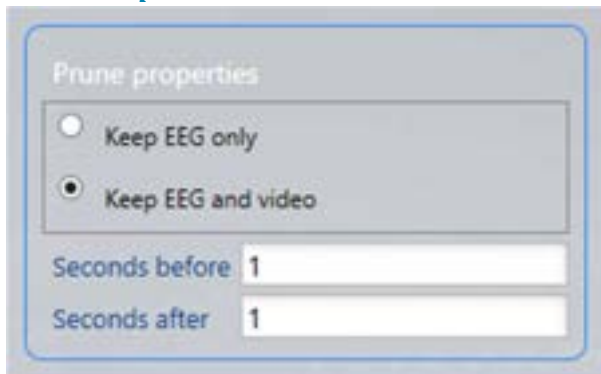 Prune properties
Keep EEG only
Keep EEG and video
Seconds before 1
Seconds after 1